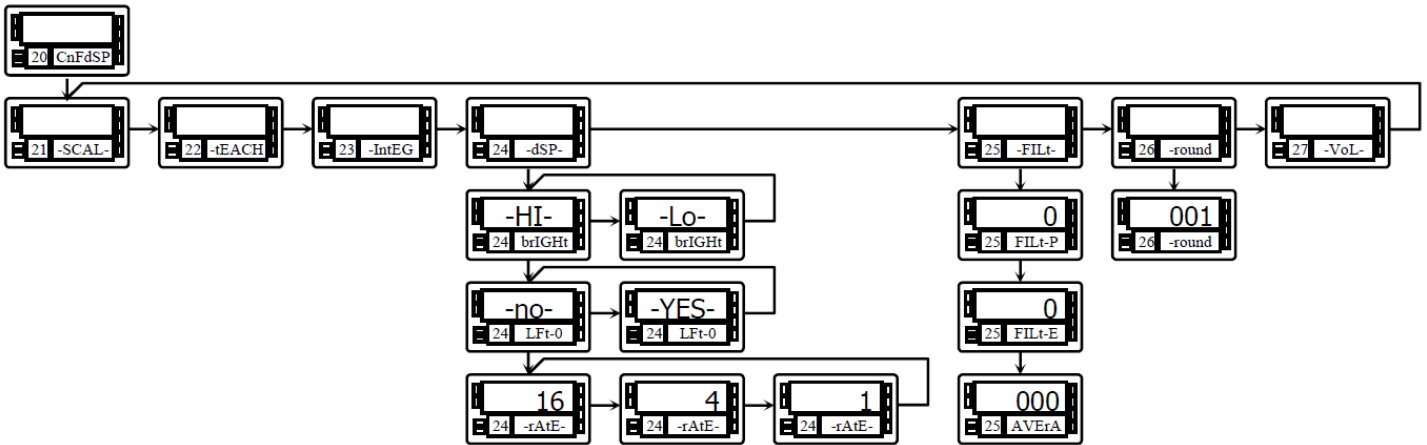 20 CnFdSP
21 -SCAL-
22 -tEACH
23 -IntEG
24 -dSP-
25 -FILt-
26 -round
27 -VoL-
-HI-
24 brIGHt
-Lo-
24 brIGHt
0
25 FILt-P
001
26 -round
-no-
24 LFt-0
-YES-
24 LFt-0
0
25 FILt-E
16
24 -rAtE-
4
24 -rAtE-
1
24 -rAtE-
000
25 AVErA